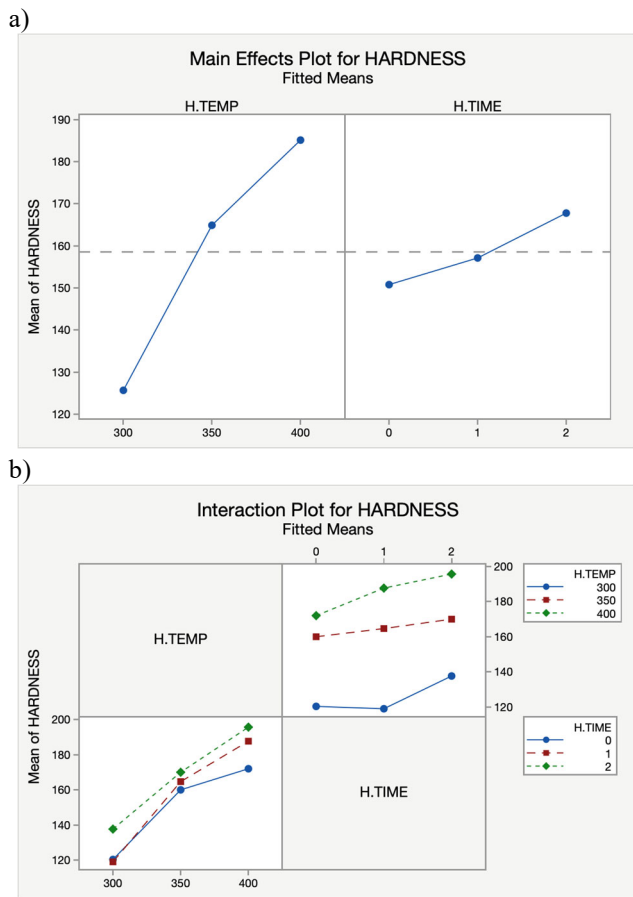 a)
Main Effects Plot for HARDNESS
Fitted Means
H.TEMP H.TIME
Mean of HARDNESS
190
180
170
160
150
140
130
120
300 350 400 0 1 2
b)
Interaction Plot for HARDNESS
Fitted Means
0 1 2
H.TEMP
200
180
160
140
120
H.TEMP
300
350
400
Mean of HARDNESS
200
180
160
140
120
H.TIME
H.TIME
0
1
2
300 350 400